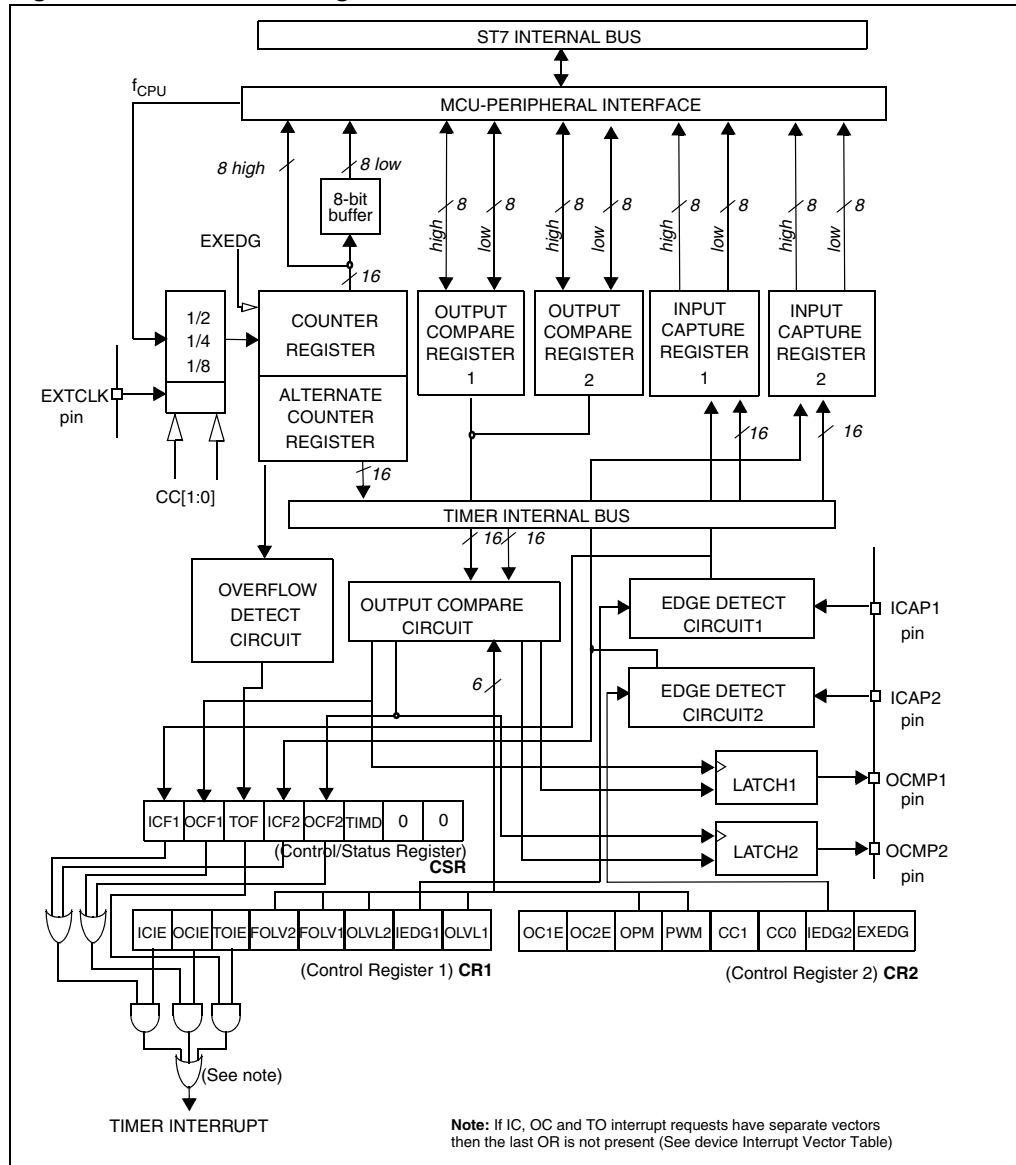 ST7 INTERNAL BUS
fCPU
MCU-PERIPHERAL INTERFACE
8 high
8 low
8-bit
buffer
high
8
low
8
high
8
low
8
high
8
low
8
high
8
low
8
EXEDG
16
1/2
1/4
1/8
COUNTER
REGISTER
OUTPUT
COMPARE
REGISTER
1
OUTPUT
COMPARE
REGISTER
2
INPUT
CAPTURE
REGISTER
1
INPUT
CAPTURE
REGISTER
2
EXTCLK
pin
ALTERNATE
COUNTER
REGISTER
16
16
16
CC[1:0]
TIMER INTERNAL BUS
16
16
OVERFLOW
DETECT
CIRCUIT
OUTPUT COMPARE
CIRCUIT
EDGE DETECT
CIRCUIT1
ICAP1
pin
6
EDGE DETECT
CIRCUIT2
ICAP2
pin
LATCH1
OCMP1
pin
LATCH2
OCMP2
pin
ICF1 OCF1 TOF ICF2 OCF2 TIMD 0 0
(Control/Status Register)
CSR
ICIE OCIE TOIE FOLV2 FOLV1 OLVL2 IEDG1 OLVL1
OC1E OC2E OPM PWM CC1 CC0 IEDG2 EXEDG
(Control Register 1) CR1
(Control Register 2) CR2
(See note)
TIMER INTERRUPT
Note: If IC, OC and TO interrupt requests have separate vectors
then the last OR is not present (See device Interrupt Vector Table)